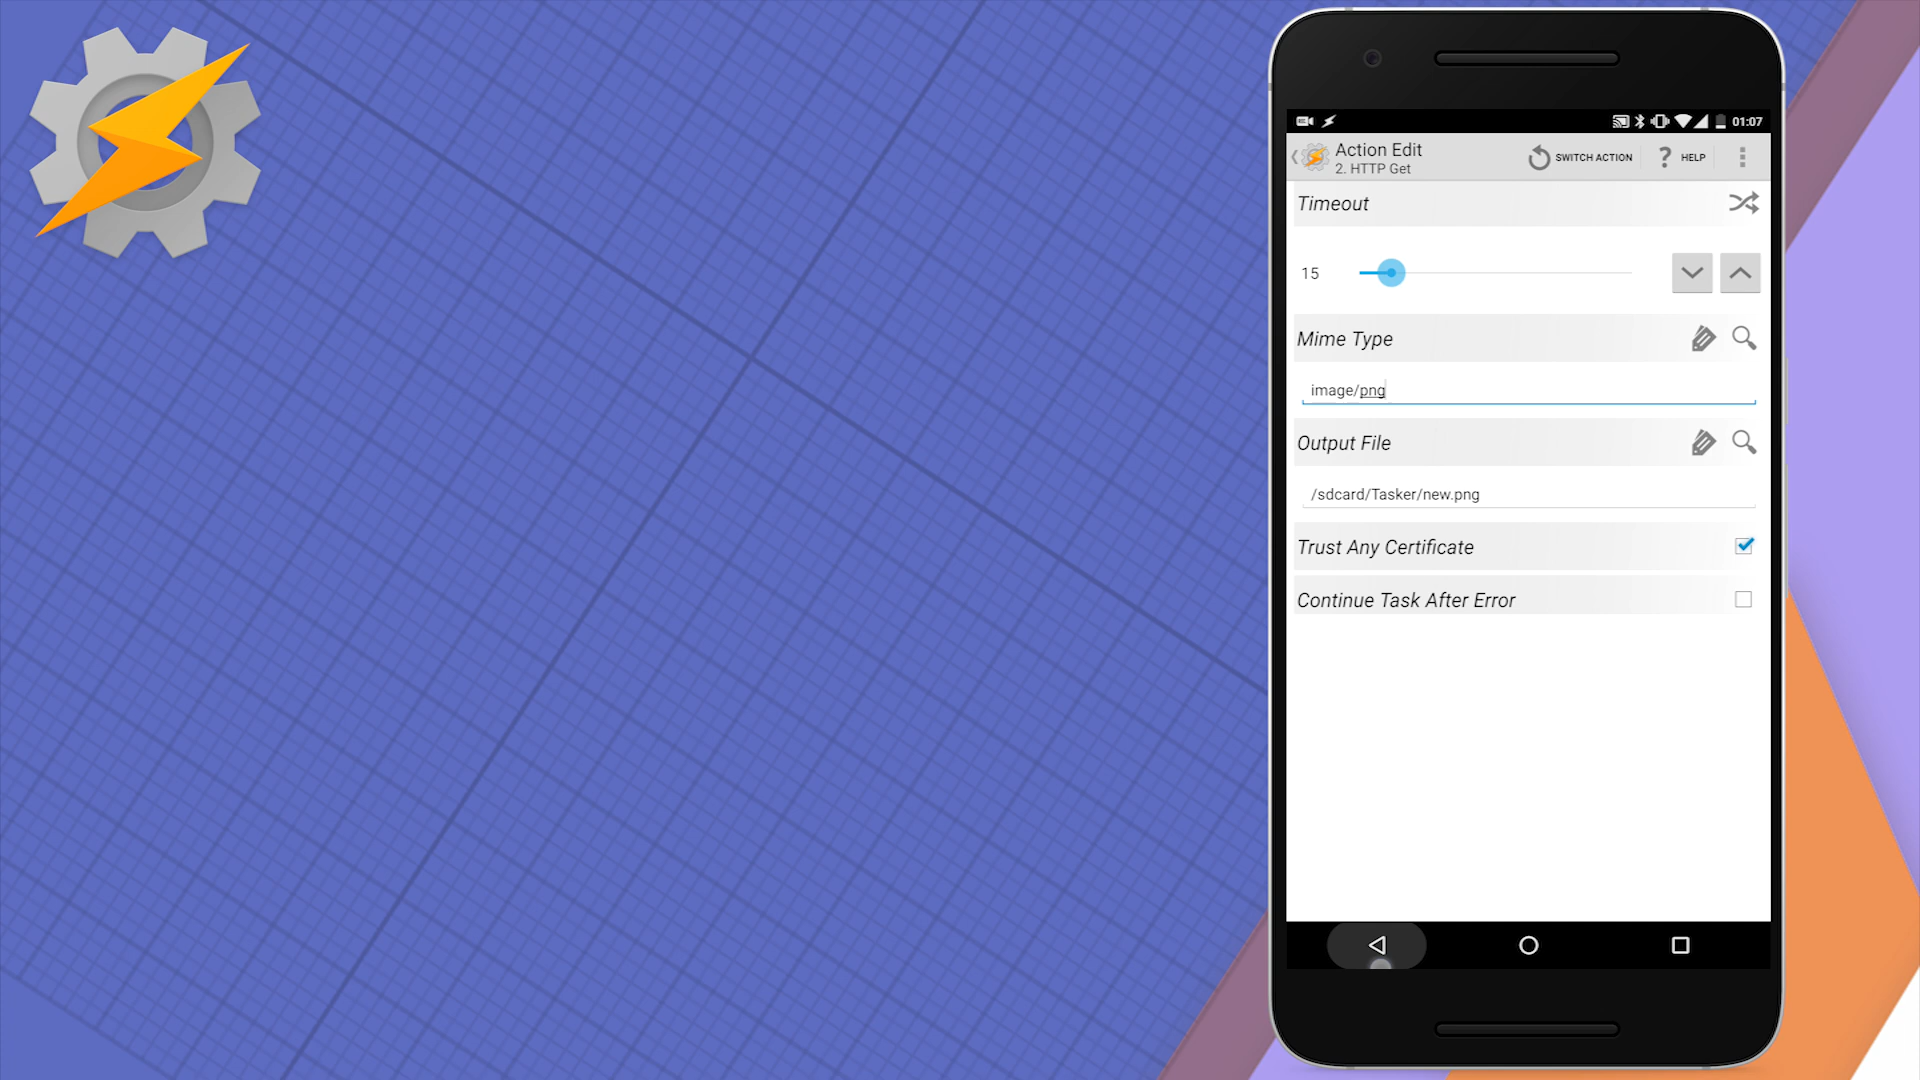 01:07
Action Edit
2. HTTP Get
SWITCH ACTION
? HELP
Timeout
15
Mime Type
image/png
Output File
/sdcard/Tasker/new.png
Trust Any Certificate
Continue Task After Error